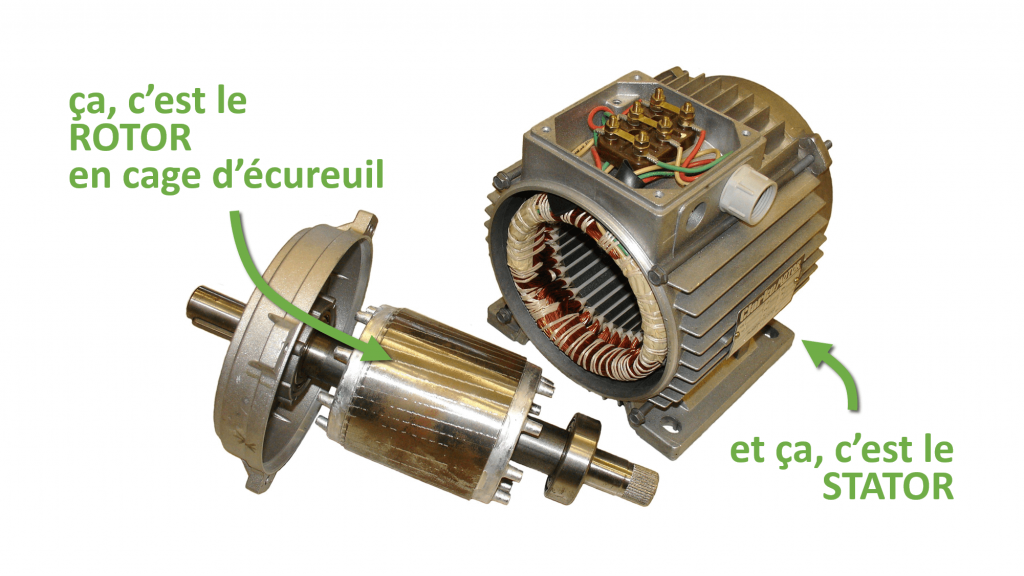 ça, c’est le
ROTOR
en cage d’écureuil
et ça, c’est le
STATOR